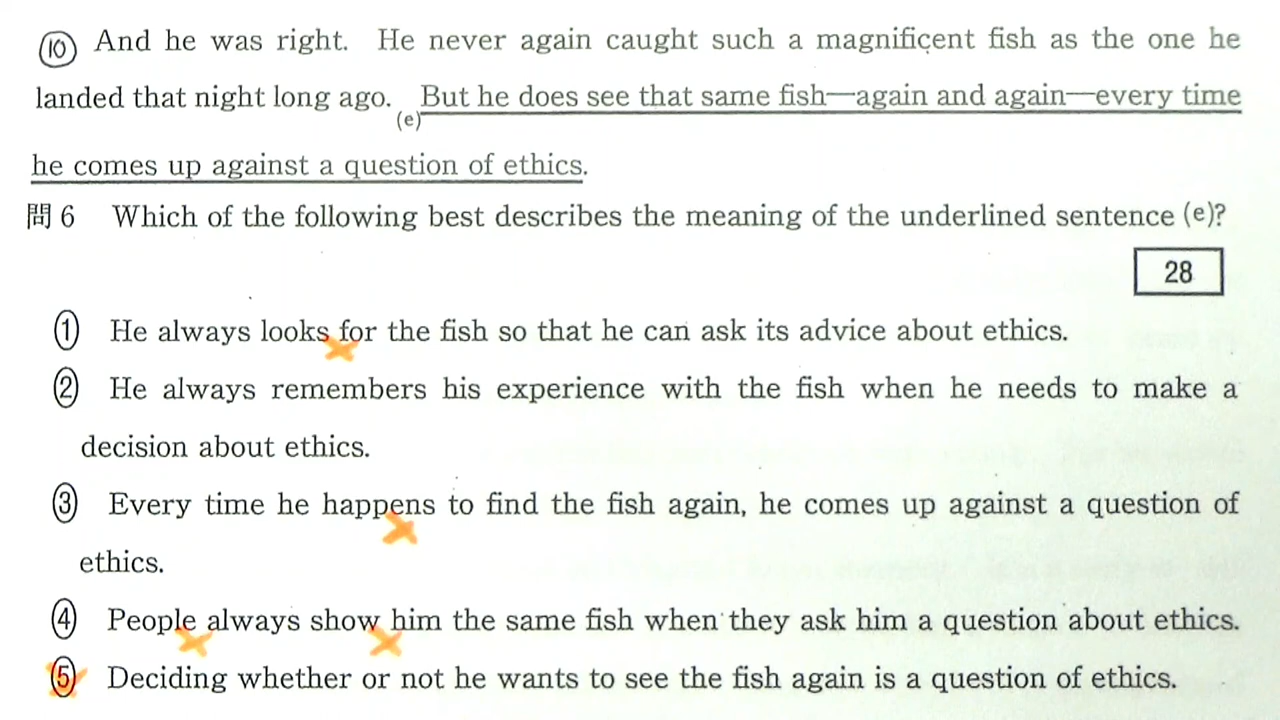 ⑩ And he was right. He never again caught such a magnificent fish as the one he
landed that night long ago. But he does see that same fish—again and again—every time
(e)
he comes up against a question of ethics.
問6 Which of the following best describes the meaning of the underlined sentence (e)?
28
① He always looks for the fish so that he can ask its advice about ethics.
② He always remembers his experience with the fish when he needs to make a
decision about ethics.
③ Every time he happens to find the fish again, he comes up against a question of
ethics.
④ People always show him the same fish when they ask him a question about ethics.
⑤ Deciding whether or not he wants to see the fish again is a question of ethics.